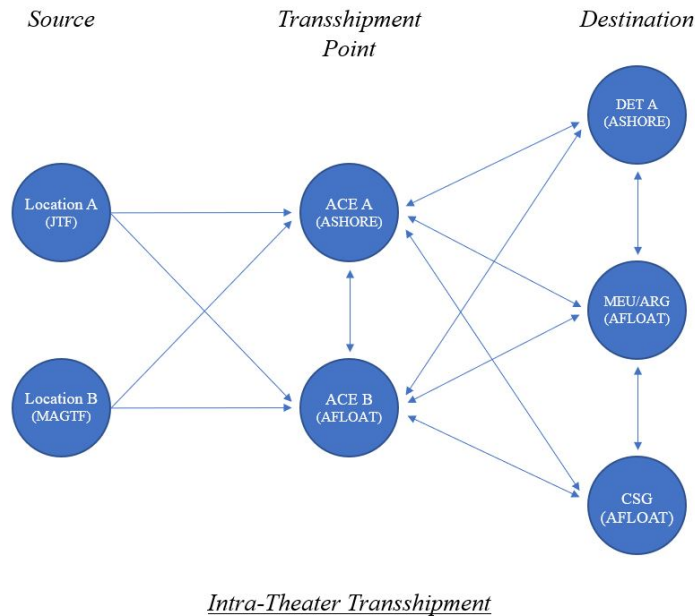 Source
Transshipment
Point
Destination
Location A
(JTF)
Location B
(MAGTF)
ACE A
(ASHORE)
ACE B
(AFLOAT)
DET A
(ASHORE)
MEU/ARG
(AFLOAT)
CSG
(AFLOAT)
Intra-Theater Transshipment